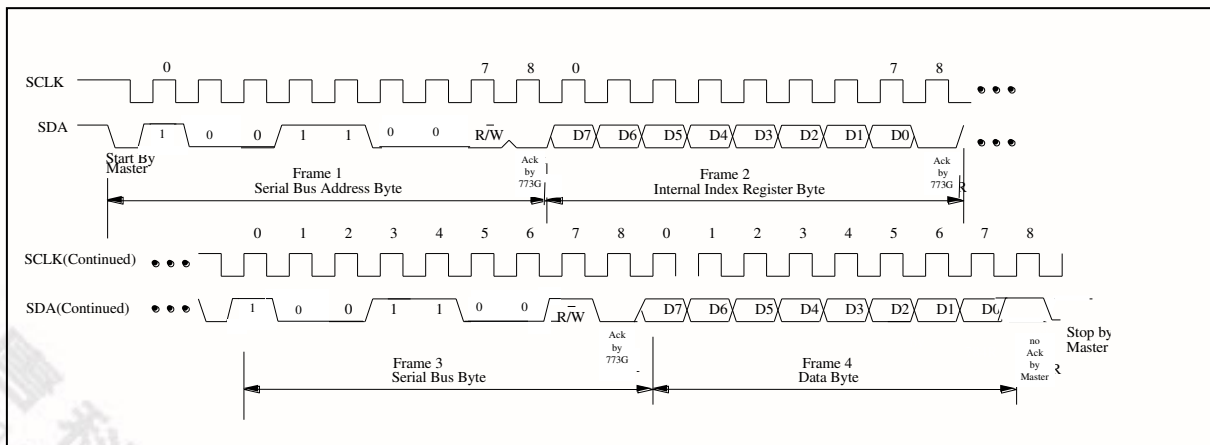 0 7 8 0 7 8
SCLK
SDA 1 0 0 1 1 0 0 R/W D7 D6 D5 D4 D3 D2 D1 D0
Start By
Master
Ack
by
773G
Ack
by
773G
R
Frame 1
Serial Bus Address Byte
Frame 2
Internal Index Register Byte
0 1 2 3 4 5 6 7 8 0 1 2 3 4 5 6 7 8
SCLK(Continued)
SDA(Continued) 1 0 0 1 1 0 0 R/W D7 D6 D5 D4 D3 D2 D1 D0
Ack
by
773G
no
Ack
by
Master
R
Stop by
Master
Frame 3
Serial Bus Byte
Frame 4
Data Byte